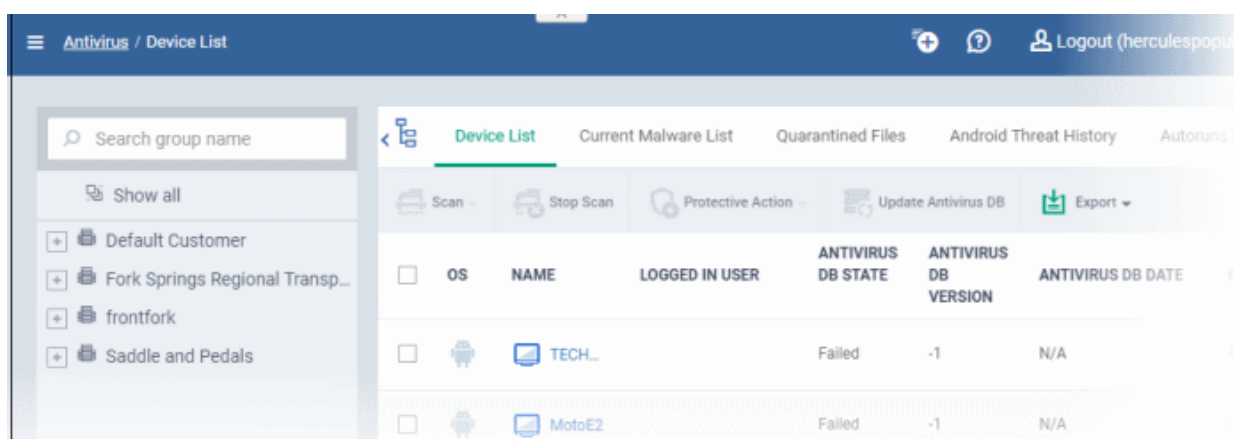 Antivirus / Device List
Logout (herculespopu
Search group name
Show all
Default Customer
Fork Springs Regional Transp...
frontfork
Saddle and Pedals
Device List Current Malware List Quarantined Files Android Threat History Autoruns
Scan Stop Scan Protective Action Update Antivirus DB Export
OS NAME LOGGED IN USER ANTIVIRUS DB STATE ANTIVIRUS DB VERSION ANTIVIRUS DB DATE
TECH... Failed -1 N/A
MotoE2 Failed -1 N/A